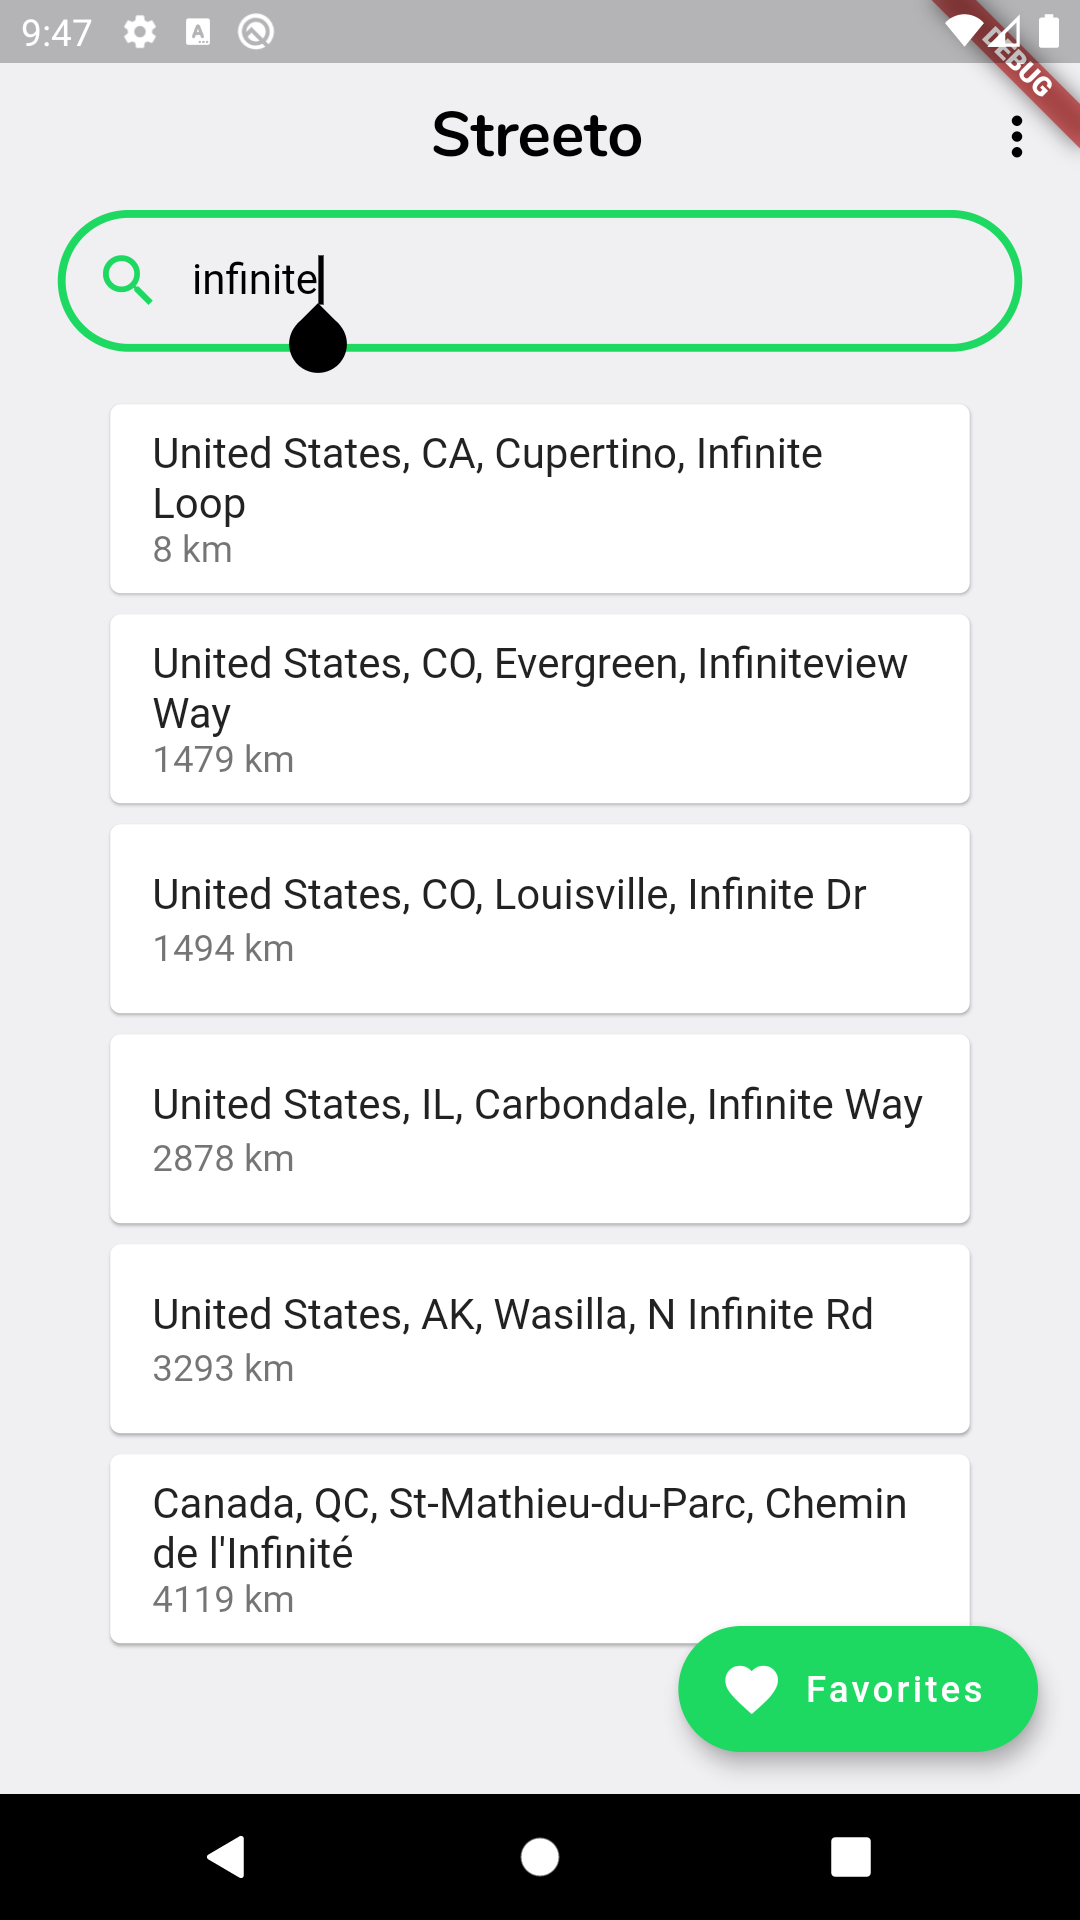 9:47
DEBUG
Streeto
infinite
United States, CA, Cupertino, Infinite
Loop
8 km
United States, CO, Evergreen, Infiniteview
Way
1479 km
United States, CO, Louisville, Infinite Dr
1494 km
United States, IL, Carbondale, Infinite Way
2878 km
United States, AK, Wasilla, N Infinite Rd
3293 km
Canada, QC, St-Mathieu-du-Parc, Chemin
de l'Infinité
4119 km
Favorites